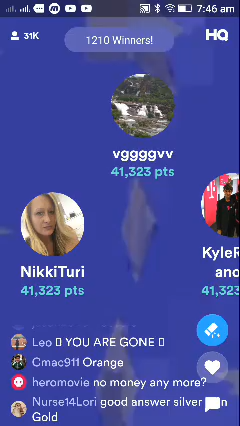 7:46 am
31K
1210 Winners!
HQ
vggggvv
41,323 pts
NikkiTuri
41,323 pts
KyleR
ano
41,323
Leo 𛲜 YOU ARE GONE 𛲜
Cmac911 Orange
heromovie no money any more?
Nurse14Lori good answer silver
Gold